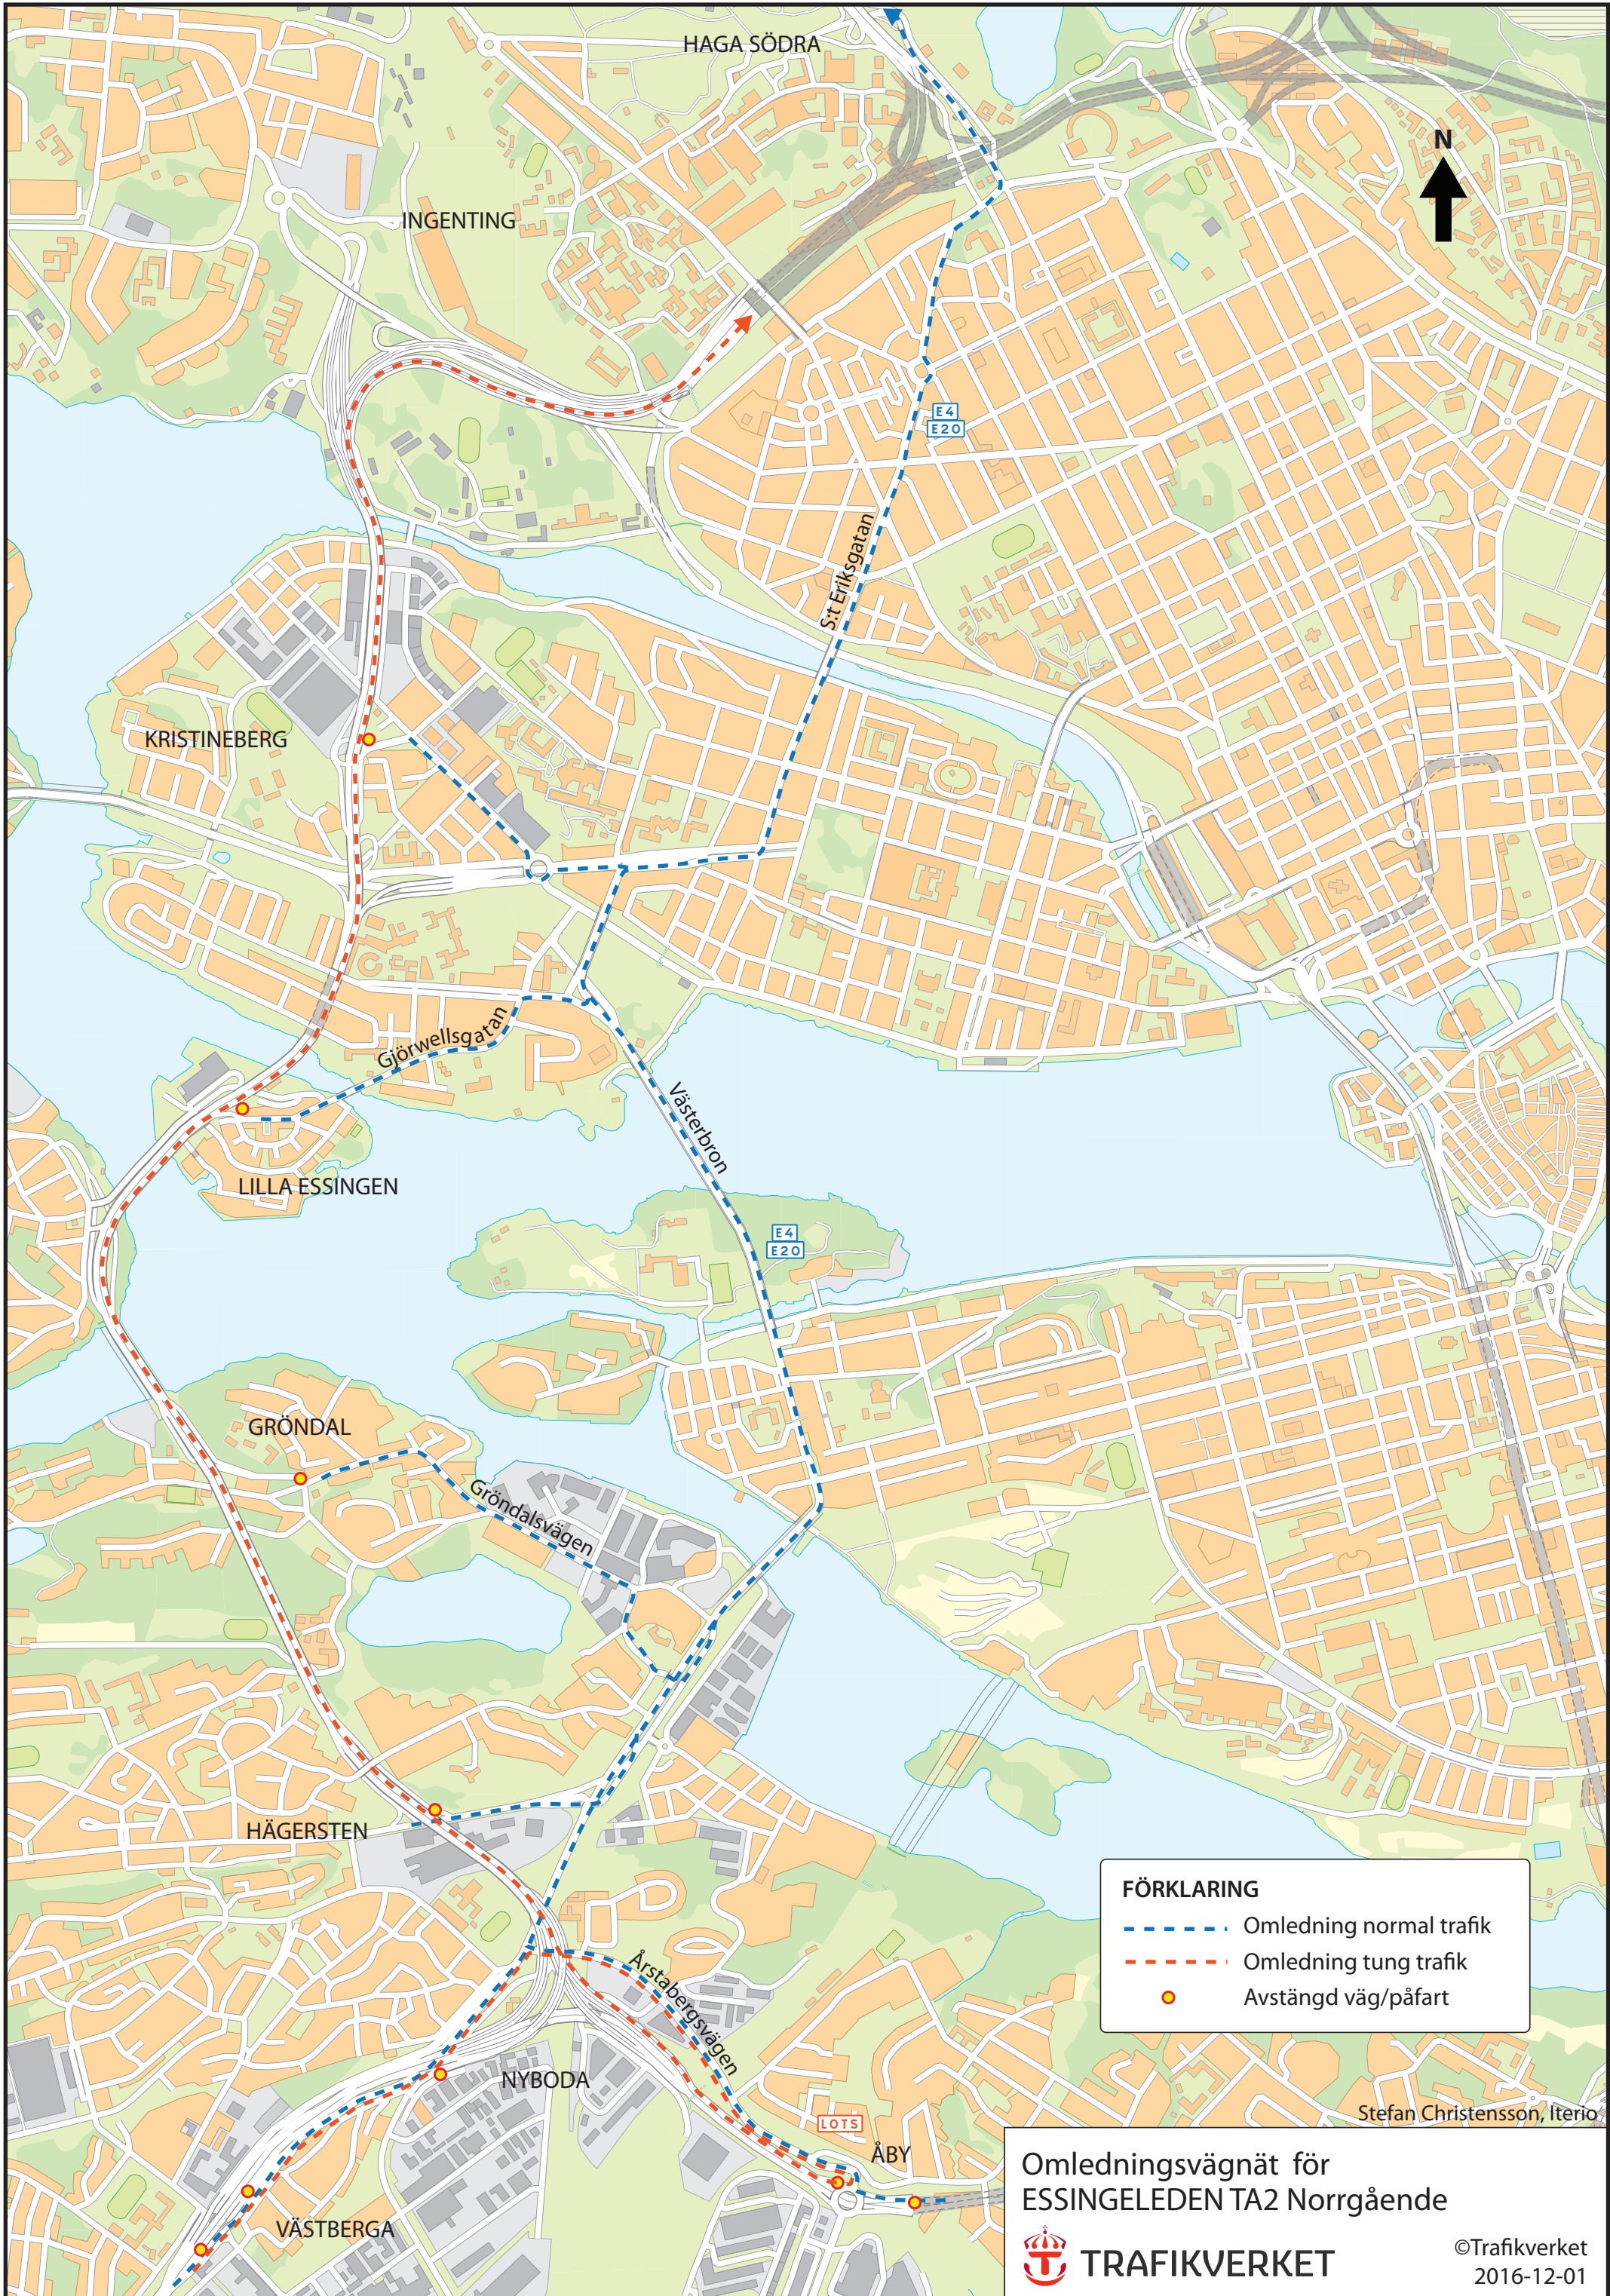 HAGA SÖDRA
N
INGENTING
E4
E20
S:t Eriksgatan
KRISTINEBERG
Gjörwellsgatan
Västerbron
LILLA ESSINGEN
E4
E20
GRÖNDAL
Gröndalsvägen
HÄGERSTEN
FÖRKLARING
Omledning normal trafik
Omledning tung trafik
Avstängd väg/påfart
Årstabergsvägen
NYBODA
LOTS
Stefan Christensson, Iterio
ÅBY
VÄSTBERGA
Omledningsvägnät för
ESSINGELEDEN TA2 Norrgående
TRAFIKVERKET
©Trafikverket
2016-12-01